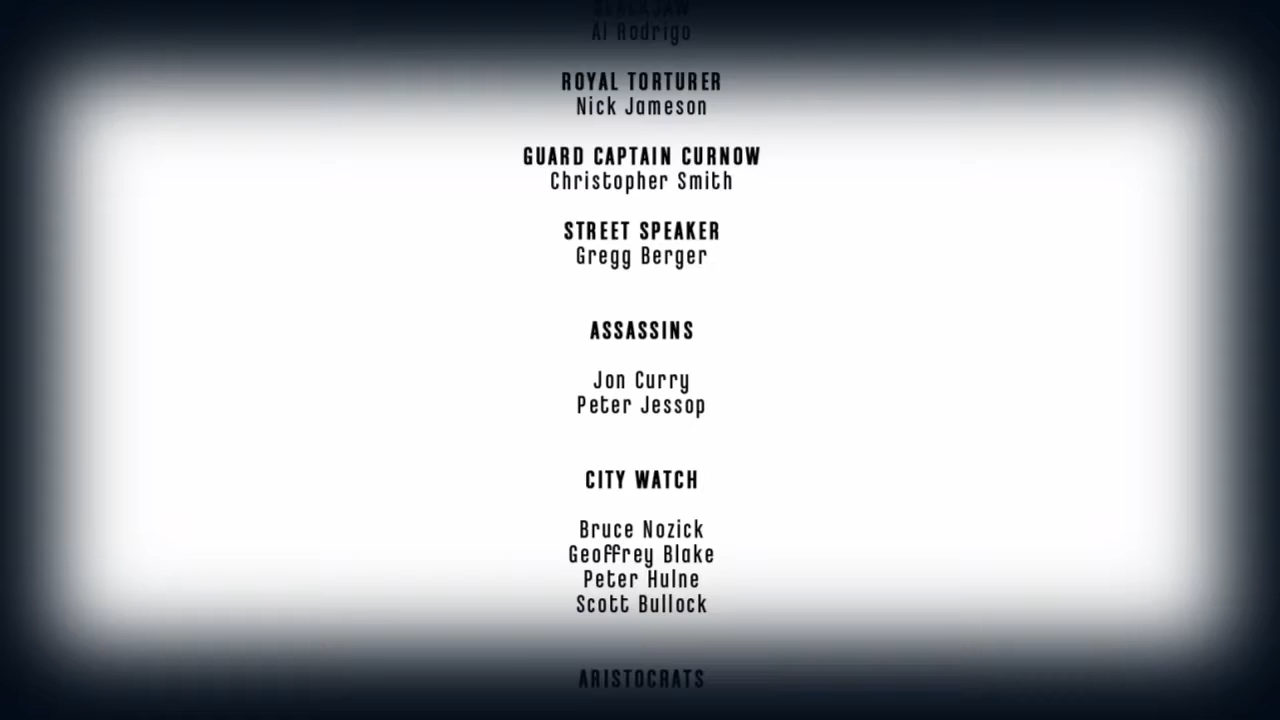 Al Rodrigo
ROYAL TORTURER
Nick Jameson
GUARD CAPTAIN CURNOW
Christopher Smith
STREET SPEAKER
Gregg Berger
ASSASSINS
Jon Curry
Peter Jessop
CITY WATCH
Bruce Nozick
Geoffrey Blake
Peter Hulne
Scott Bullock
ARISTOCRATS